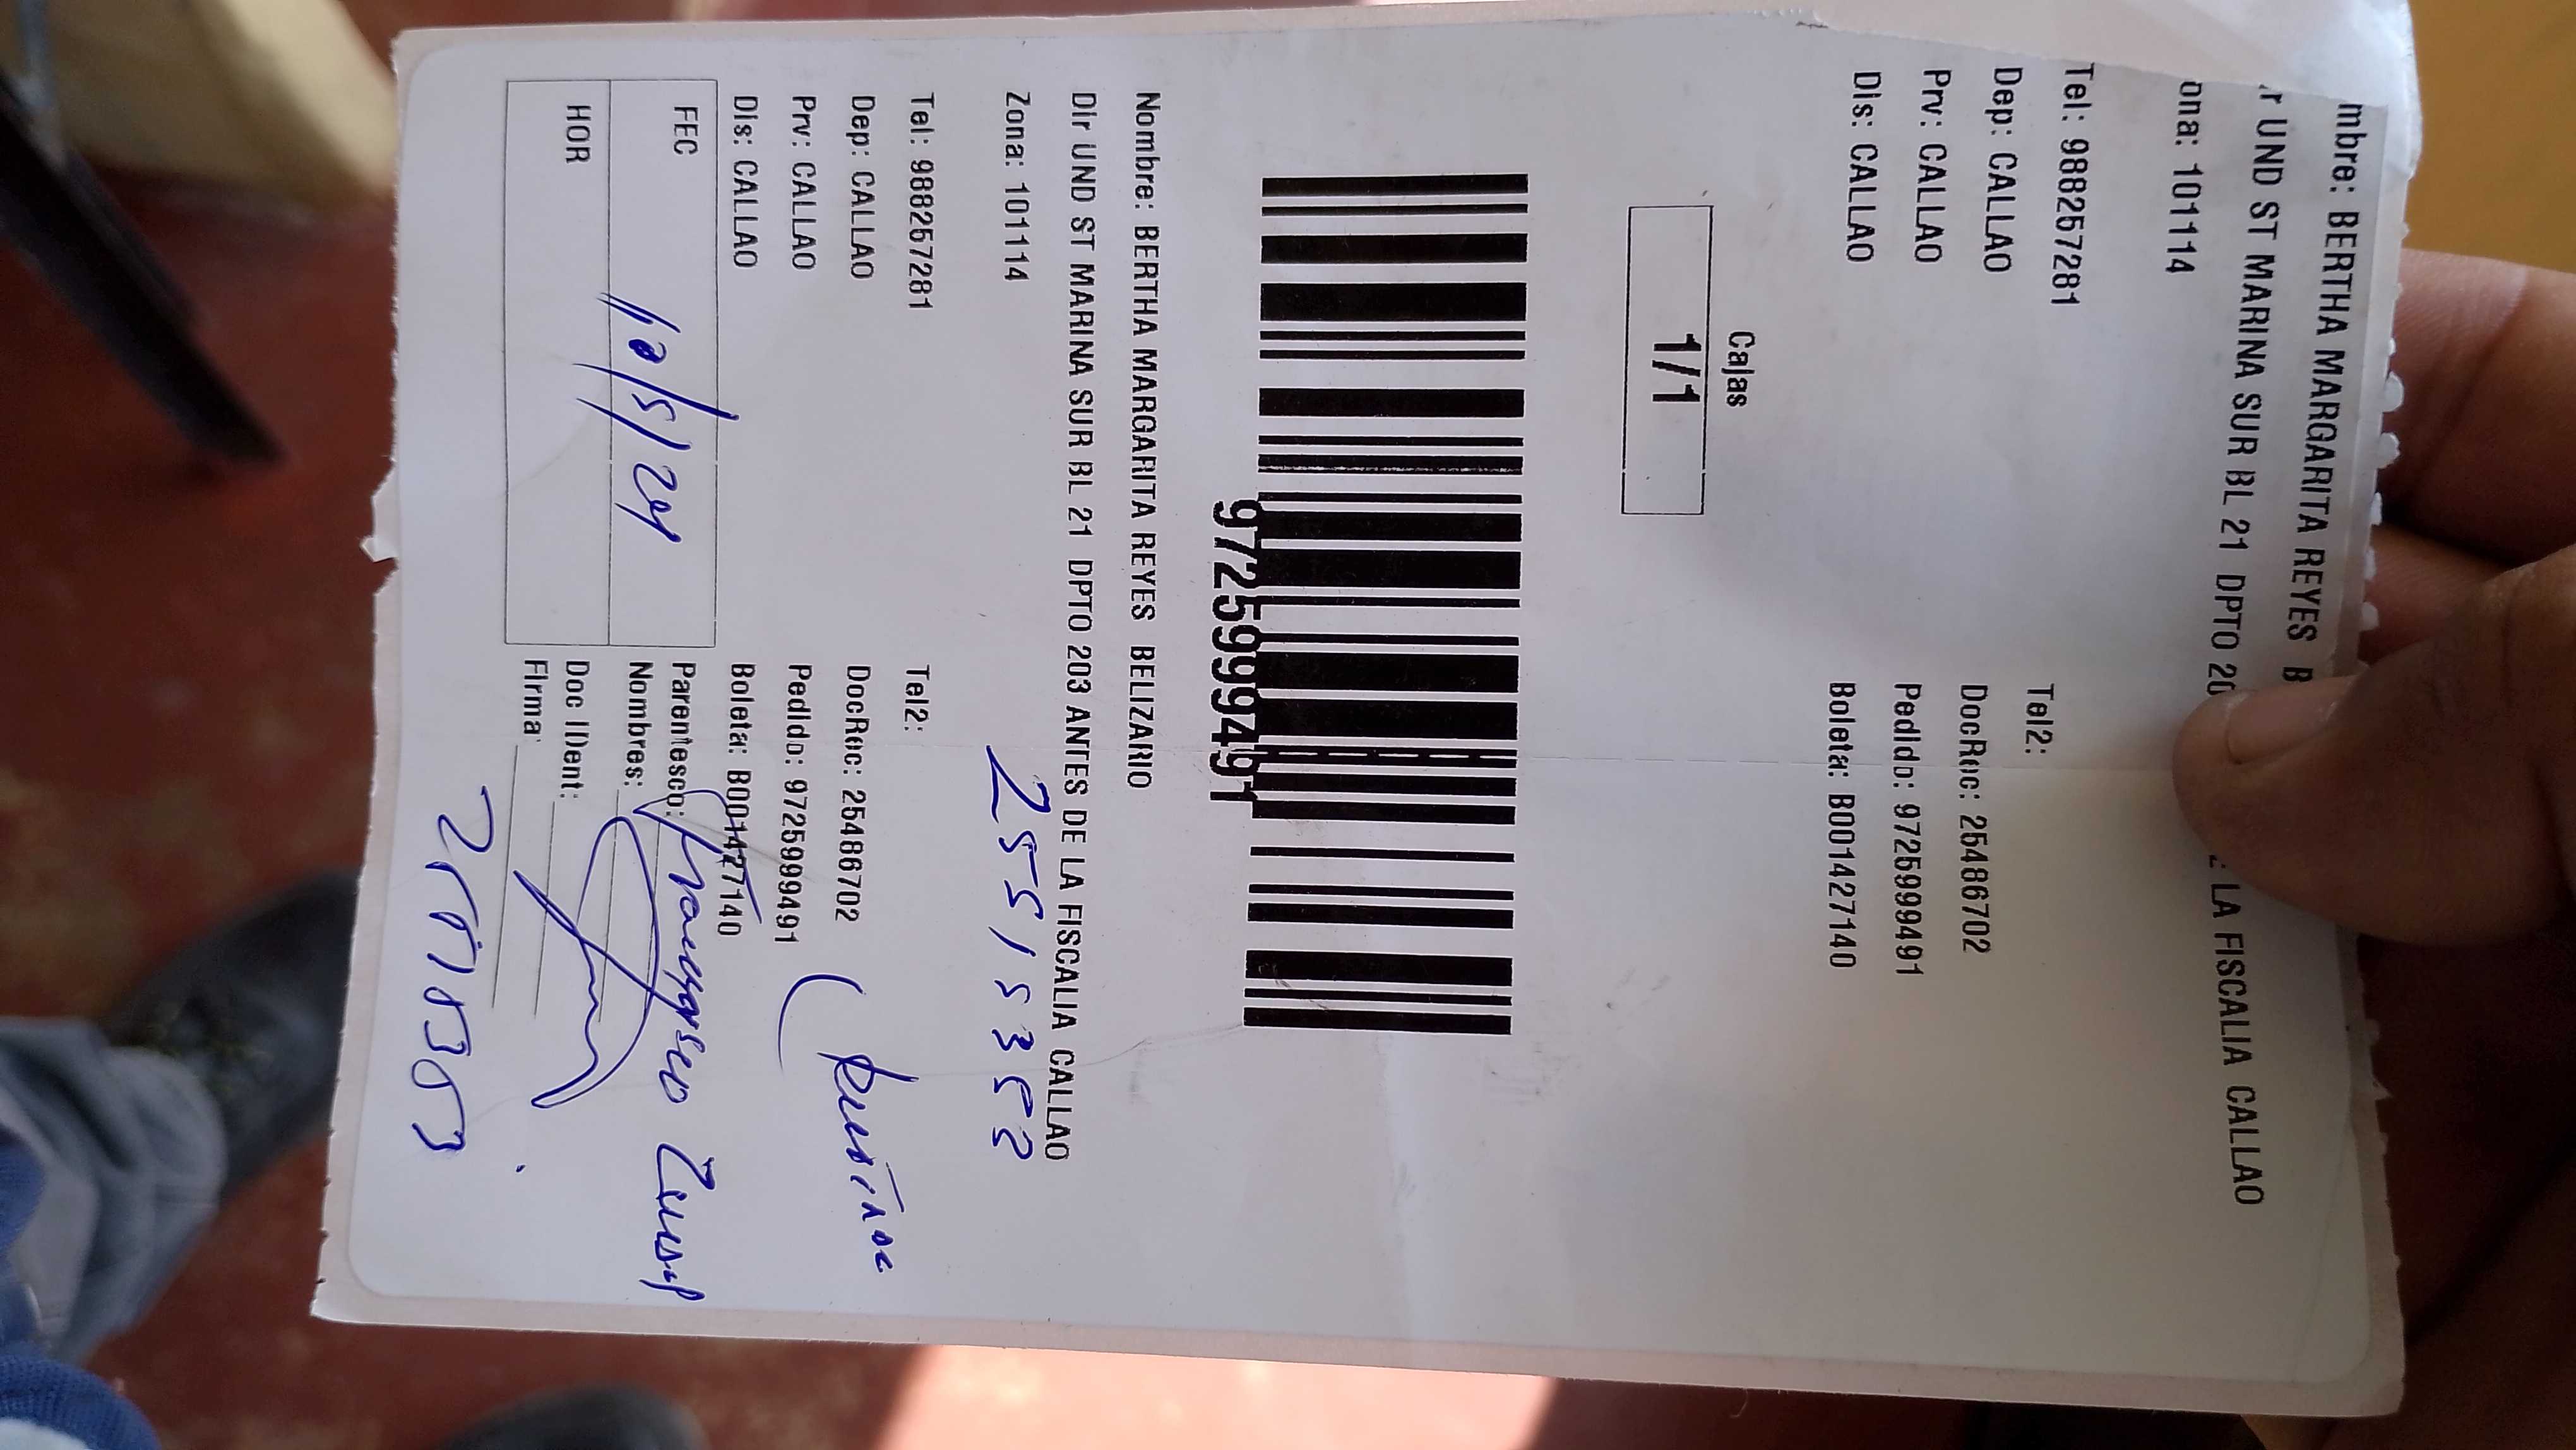 mbre: BERTHA MARGARITA REYES B
r UND ST MARINA SUR BL 21 DPTO 20 LA FISCALIA CALLAO
ona: 101114
Tel: 988257281 Tel2:
Dep: CALLAO DocRec: 25486702
Prv: CALLAO Pedido: 9725999491
Dis: CALLAO Boleta: B001427140
Cajas
1/1
9725999491
Nombre: BERTHA MARGARITA REYES BELIZARIO
Dir UND ST MARINA SUR BL 21 DPTO 203 ANTES DE LA FISCALIA CALLAO
Zona: 101114
Tel: 988257281 Tel2:
Dep: CALLAO DocRec: 25486702
Prv: CALLAO Pedido: 9725999491
Dis: CALLAO Boleta: B001427140
FEC 10/5/24 Parentesco:
Nombres:
HOR Doc IDent:
Firma: